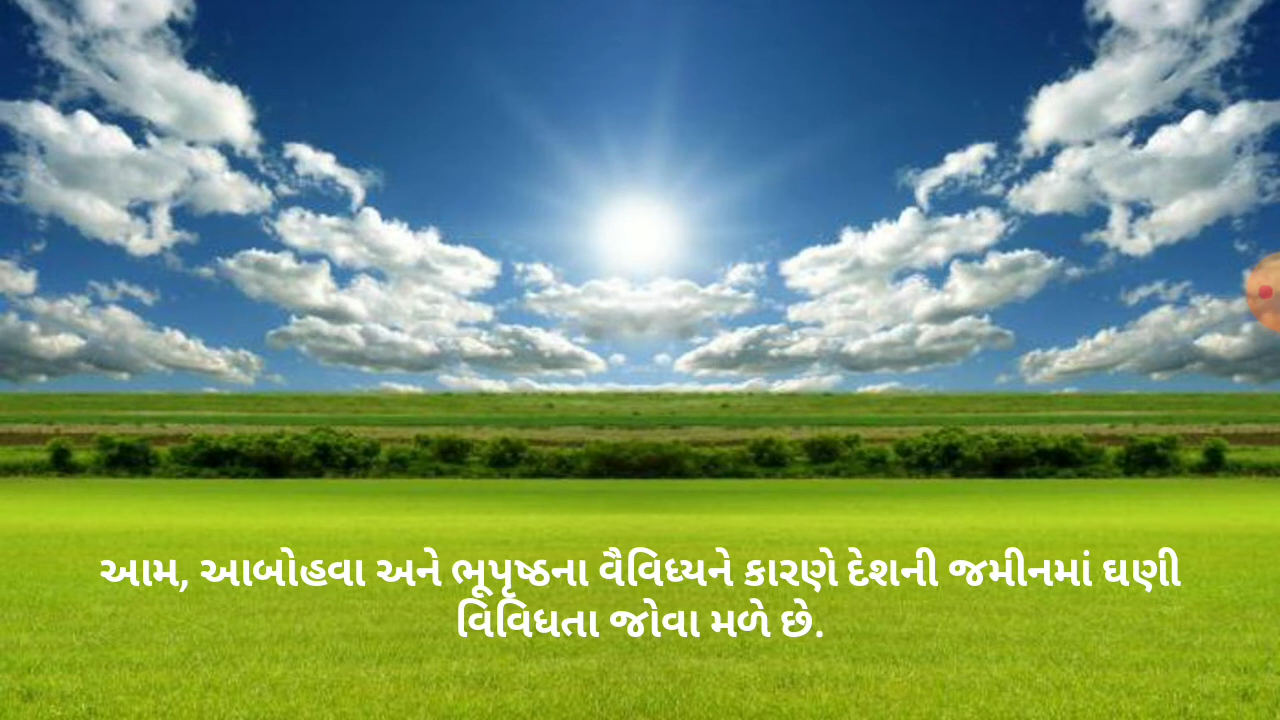 આમ, આબોહવા અને ભૂપૃષ્ઠના વૈવિધ્યને કારણે દેશની જમીનમાં ઘણી
વિવિધતા જોવા મળે છે.